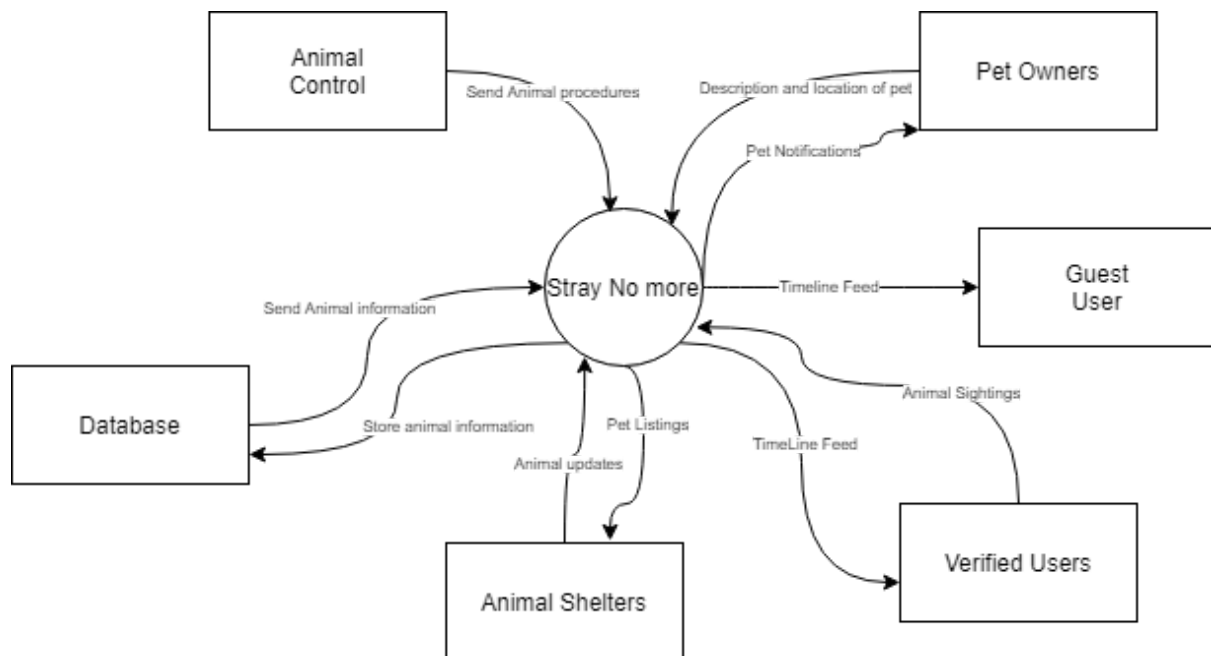 Animal
Control
Pet Owners
Send Animal procedures
Description and location of pet
Pet Notifications
Stray No more
Timeline Feed
Guest
User
Send Animal information
Animal Sightings
Database
Store animal information
Pet Listings
TimeLine Feed
Animal updates
Verified Users
Animal Shelters